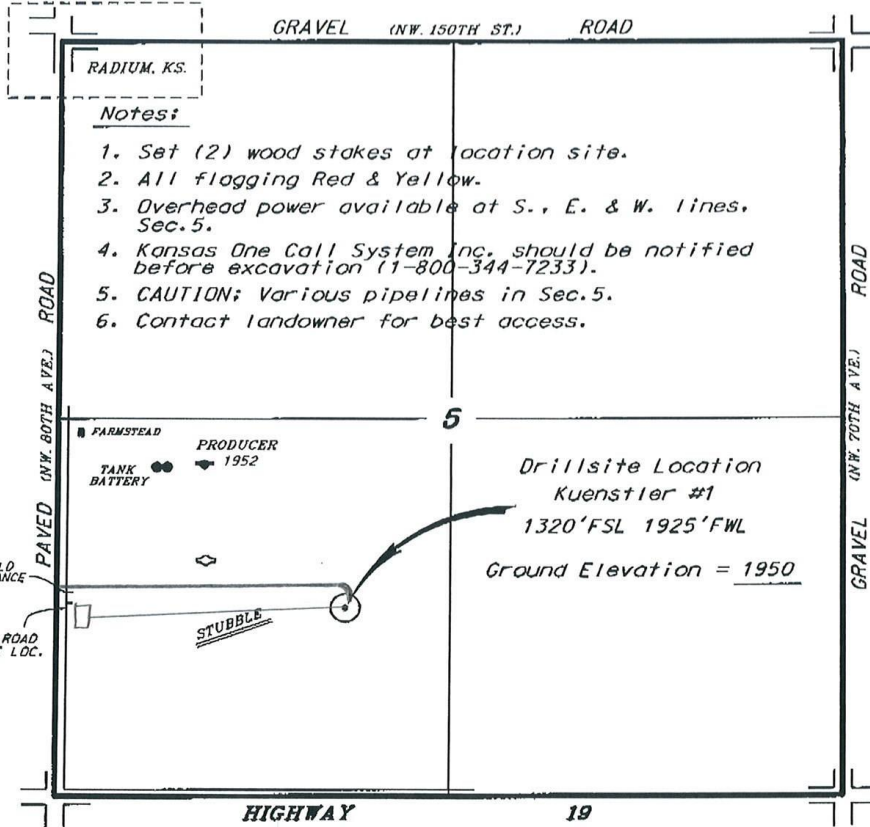 GRAVEL (NW. 150TH ST.) ROAD
RADIUM, KS.
Notes:
1. Set (2) wood stakes at location site.
2. All flagging Red & Yellow.
3. Overhead power available at S., E. & W. lines,
Sec.5.
4. Kansas One Call System Inc. should be notified
before excavation (1-800-344-7233).
5. CAUTION: Various pipelines in Sec.5.
6. Contact landowner for best access.
PAVED (NW. 80TH AVE.) ROAD
GRAVEL (NW. 70TH AVE.) ROAD
5
FARMSTEAD
PRODUCER
1952
TANK
BATTERY
Drillsite Location
Kuenstler #1
1320'FSL 1925'FWL
Ground Elevation = 1950
STUBBLE
ROAD
LOC.
HIGHWAY 19